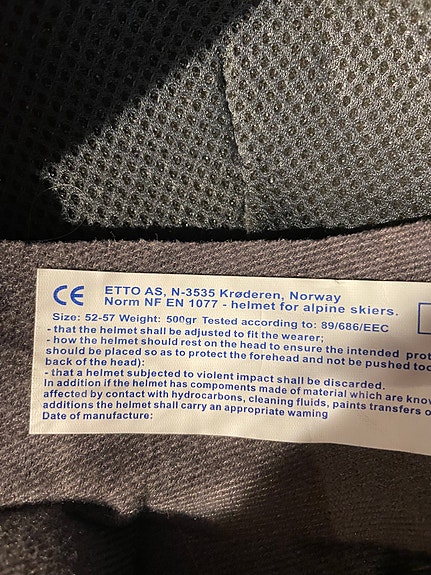 CE ETTO AS, N-3535 Krøderen, Norway
Norm NF EN 1077 - helmet for alpine skiers.
Size: 52-57 Weight: 500gr Tested according to: 89/686/EEC
- that the helmet shall be adjusted to fit the wearer;
- how the helmet should rest on the head to ensure the intended prot
should be placed so as to protect the forehead and not be pushed too
back of the head);
- that a helmet subjected to violent impact shall be discarded.
In addition if the helmet has componets made of material which are know
affected by contact with hydrocarbons, cleaning fluids, paints transfers o
additions the helmet shall carry an appropriate waming
Date of manufacture: